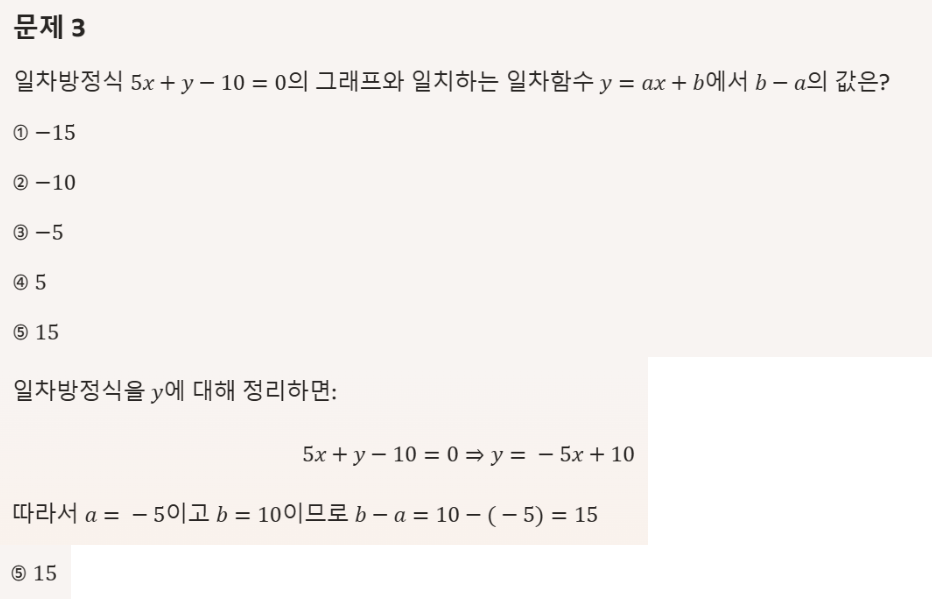 문제 3
일차방정식 5x + y − 10 = 0의 그래프와 일치하는 일차함수 y = ax + b에서 b − a의 값은?
① −15
② −10
③ −5
④ 5
⑤ 15
일차방정식을 y에 대해 정리하면:
5x + y − 10 = 0 ⇒ y = − 5x + 10
따라서 a = − 5이고 b = 10이므로 b − a = 10 − ( − 5) = 15
⑤ 15